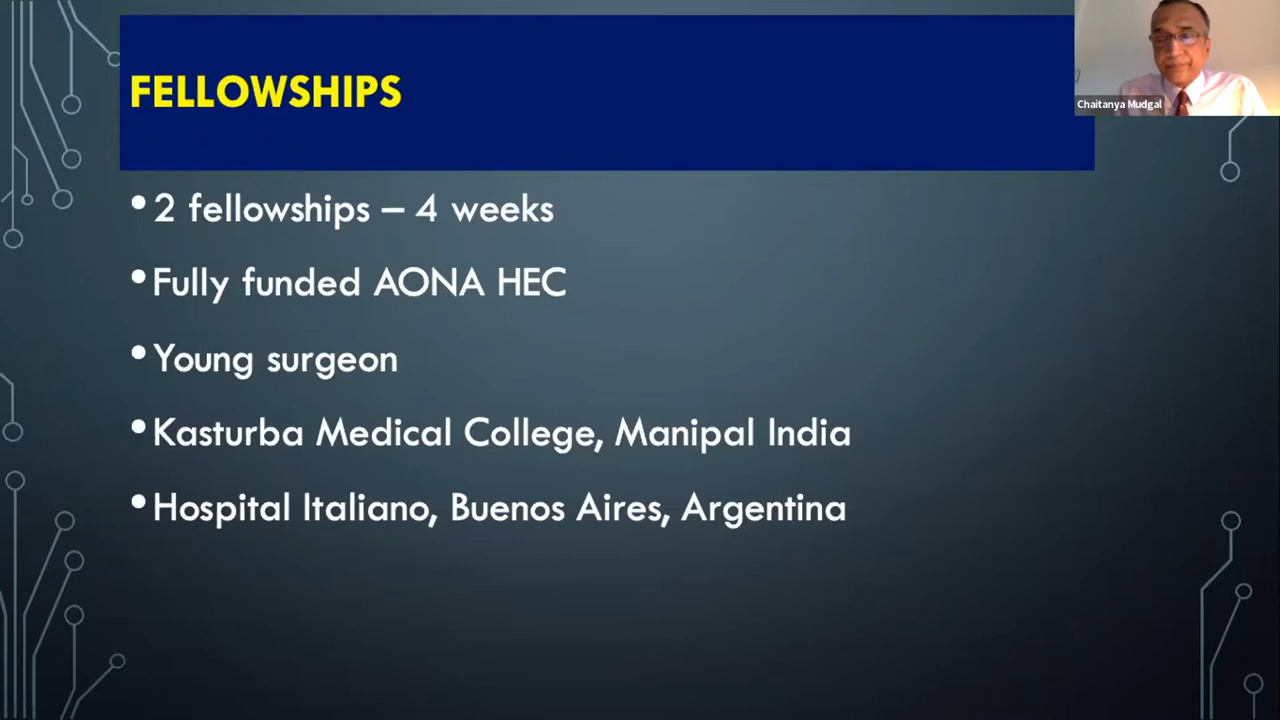 FELLOWSHIPS
Chaitanya Mudgal
•2 fellowships – 4 weeks
•Fully funded AONA HEC
•Young surgeon
•Kasturba Medical College, Manipal India
•Hospital Italiano, Buenos Aires, Argentina